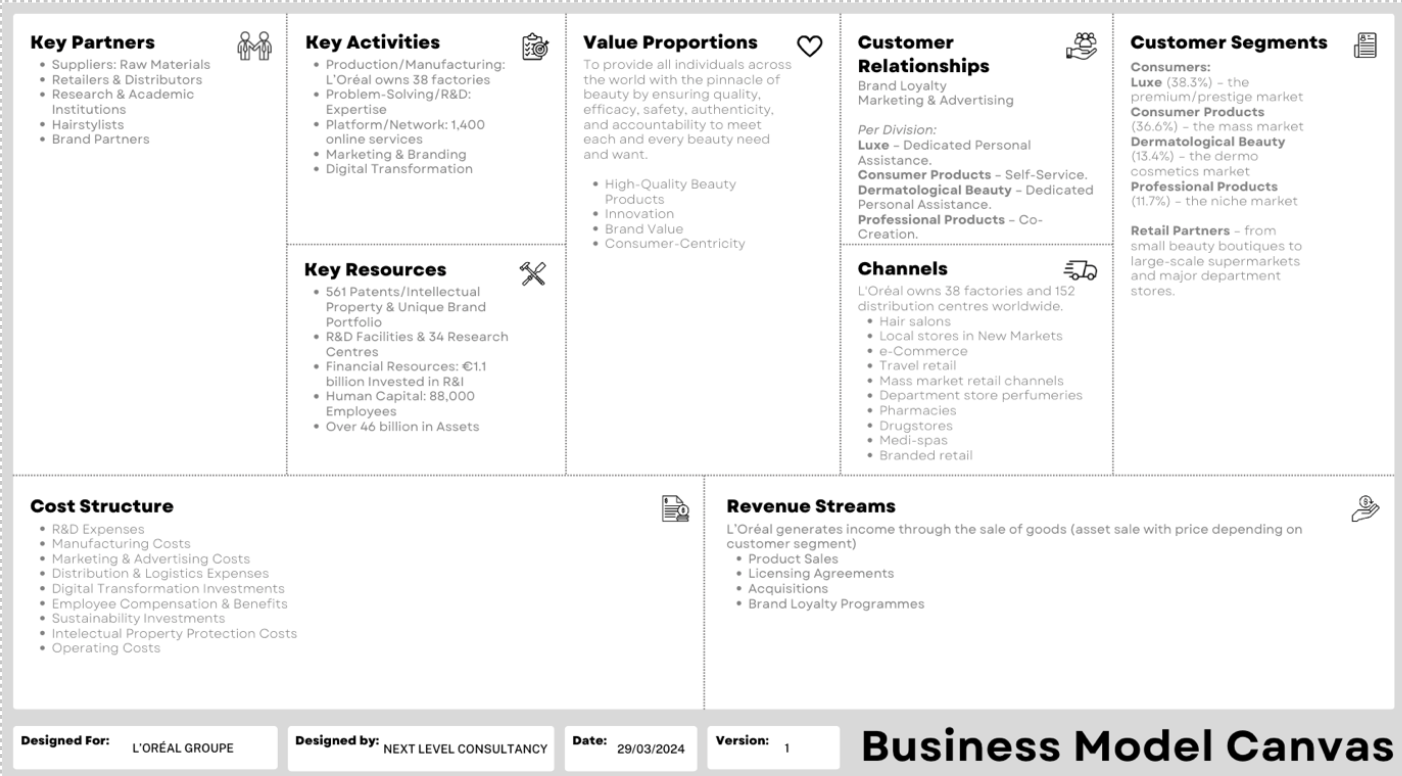 Key Partners
• Suppliers: Raw Materials
• Retailers & Distributors
• Research & Academic
Institutions
• Hairstylists
• Brand Partners
Key Activities
• Production/Manufacturing:
L'Oréal owns 38 factories
• Problem-Solving/R&D:
Expertise
• Platform/Network: 1,400
online services
• Marketing & Branding
• Digital Transformation
Key Resources
• 561 Patents/Intellectual
Property & Unique Brand
Portfolio
• R&D Facilities & 34 Research
Centres
• Financial Resources: €1.1
billion Invested in R&I
• Human Capital: 88,000
Employees
• Over 46 billion in Assets
Value Proportions
To provide all individuals across
the world with the pinnacle of
beauty by ensuring quality,
efficacy, safety, authenticity,
and accountability to meet
each and every beauty need
and want.
• High-Quality Beauty
Products
• Innovation
• Brand Value
• Consumer-Centricity
Customer
Relationships
Brand Loyalty
Marketing & Advertising
Per Division:
Luxe – Dedicated Personal
Assistance.
Consumer Products – Self-Service.
Dermatological Beauty – Dedicated
Personal Assistance.
Professional Products – Co-
Creation.
Channels
L'Oréal owns 38 factories and 152
distribution centres worldwide.
• Hair salons
• Local stores in New Markets
• e-Commerce
• Travel retail
• Mass market retail channels
• Department store perfumeries
• Pharmacies
• Drugstores
• Medi-spas
• Branded retail
Customer Segments
Consumers:
Luxe (38.3%) – the
premium/prestige market
Consumer Products
(36.6%) – the mass market
Dermatological Beauty
(13.4%) – the dermo
cosmetics market
Professional Products
(11.7%) – the niche market
Retail Partners – from
small beauty boutiques to
large-scale supermarkets
and major department
stores.
Cost Structure
• R&D Expenses
• Manufacturing Costs
• Marketing & Advertising Costs
• Distribution & Logistics Expenses
• Digital Transformation Investments
• Employee Compensation & Benefits
• Sustainability Investments
• Intelectual Property Protection Costs
• Operating Costs
Revenue Streams
L'Oréal generates income through the sale of goods (asset sale with price depending on
customer segment)
• Product Sales
• Licensing Agreements
• Acquisitions
• Brand Loyalty Programmes
Designed For: L'ORÉAL GROUPE
Designed by: NEXT LEVEL CONSULTANCY
Date: 29/03/2024
Version: 1
Business Model Canvas